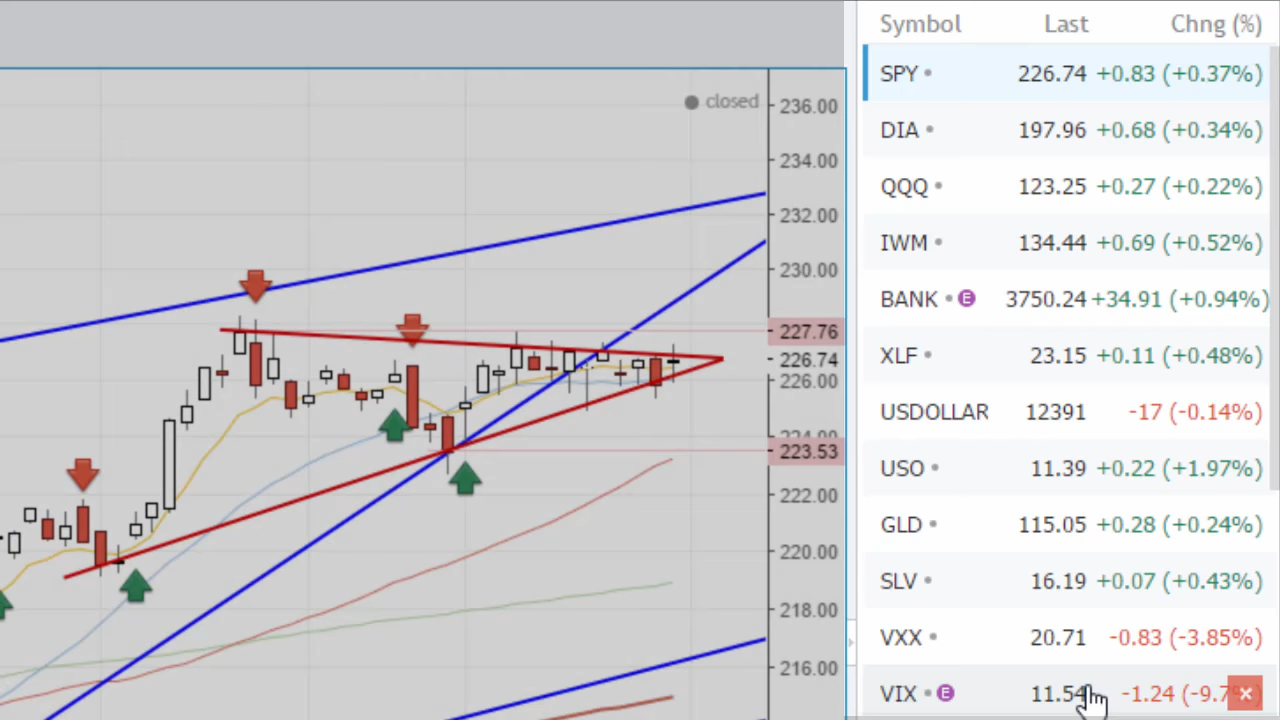 Symbol Last Chng (%)
closed
236.00
234.00
232.00
230.00
227.76
226.74
226.00
223.53
222.00
220.00
218.00
216.00
SPY 226.74 +0.83 (+0.37%)
DIA 197.96 +0.68 (+0.34%)
QQQ 123.25 +0.27 (+0.22%)
IWM 134.44 +0.69 (+0.52%)
BANK E 3750.24 +34.91 (+0.94%)
XLF 23.15 +0.11 (+0.48%)
USDOLLAR 12391 -17 (-0.14%)
USO 11.39 +0.22 (+1.97%)
GLD 115.05 +0.28 (+0.24%)
SLV 16.19 +0.07 (+0.43%)
VXX 20.71 -0.83 (-3.85%)
VIX E 11.54 -1.24